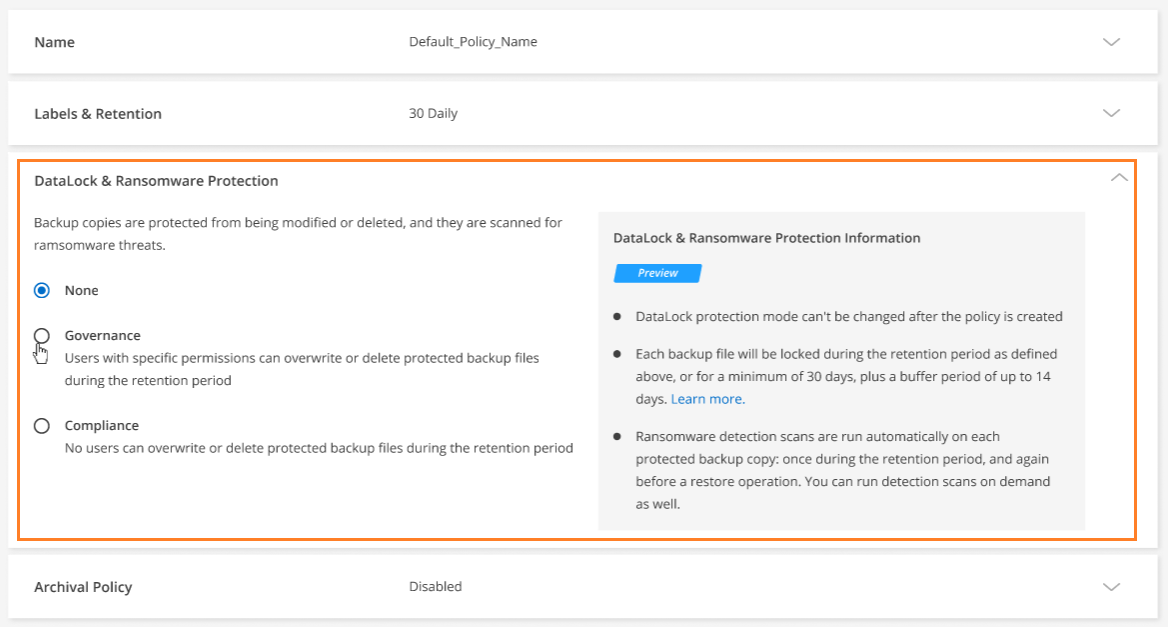 Name
Default_Policy_Name
Labels & Retention
30 Daily
DataLock & Ransomware Protection
Backup copies are protected from being modified or deleted, and they are scanned for
ramsomware threats.
None
Governance
Users with specific permissions can overwrite or delete protected backup files
during the retention period
Compliance
No users can overwrite or delete protected backup files during the retention period
DataLock & Ransomware Protection Information
Preview
DataLock protection mode can't be changed after the policy is created
Each backup file will be locked during the retention period as defined
above, or for a minimum of 30 days, plus a buffer period of up to 14
days. Learn more.
Ransomware detection scans are run automatically on each
protected backup copy: once during the retention period, and again
before a restore operation. You can run detection scans on demand
as well.
Archival Policy
Disabled